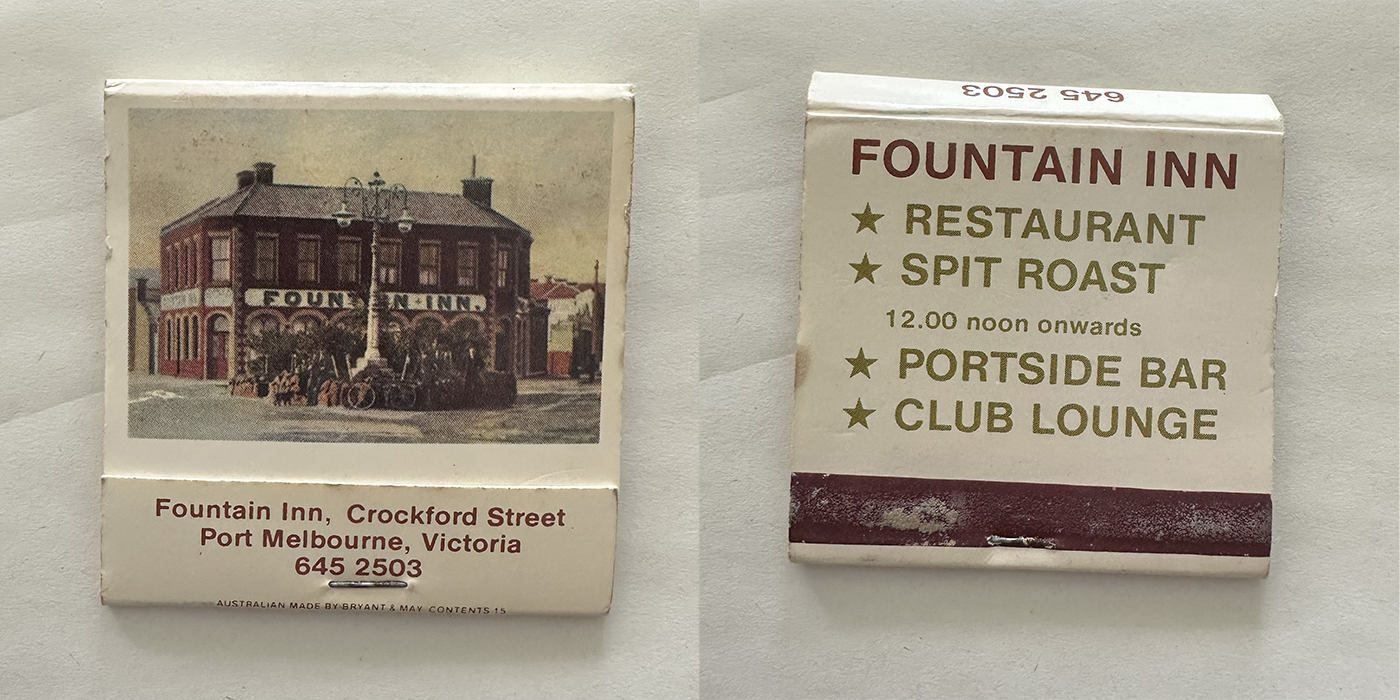 FOUNTAIN INN.
Fountain Inn, Crockford Street
Port Melbourne, Victoria
645 2503
AUSTRALIAN MADE BY BRYANT & MAY CONTENTS 15
645 2503
FOUNTAIN INN
★ RESTAURANT
★ SPIT ROAST
12.00 noon onwards
★ PORTSIDE BAR
★ CLUB LOUNGE